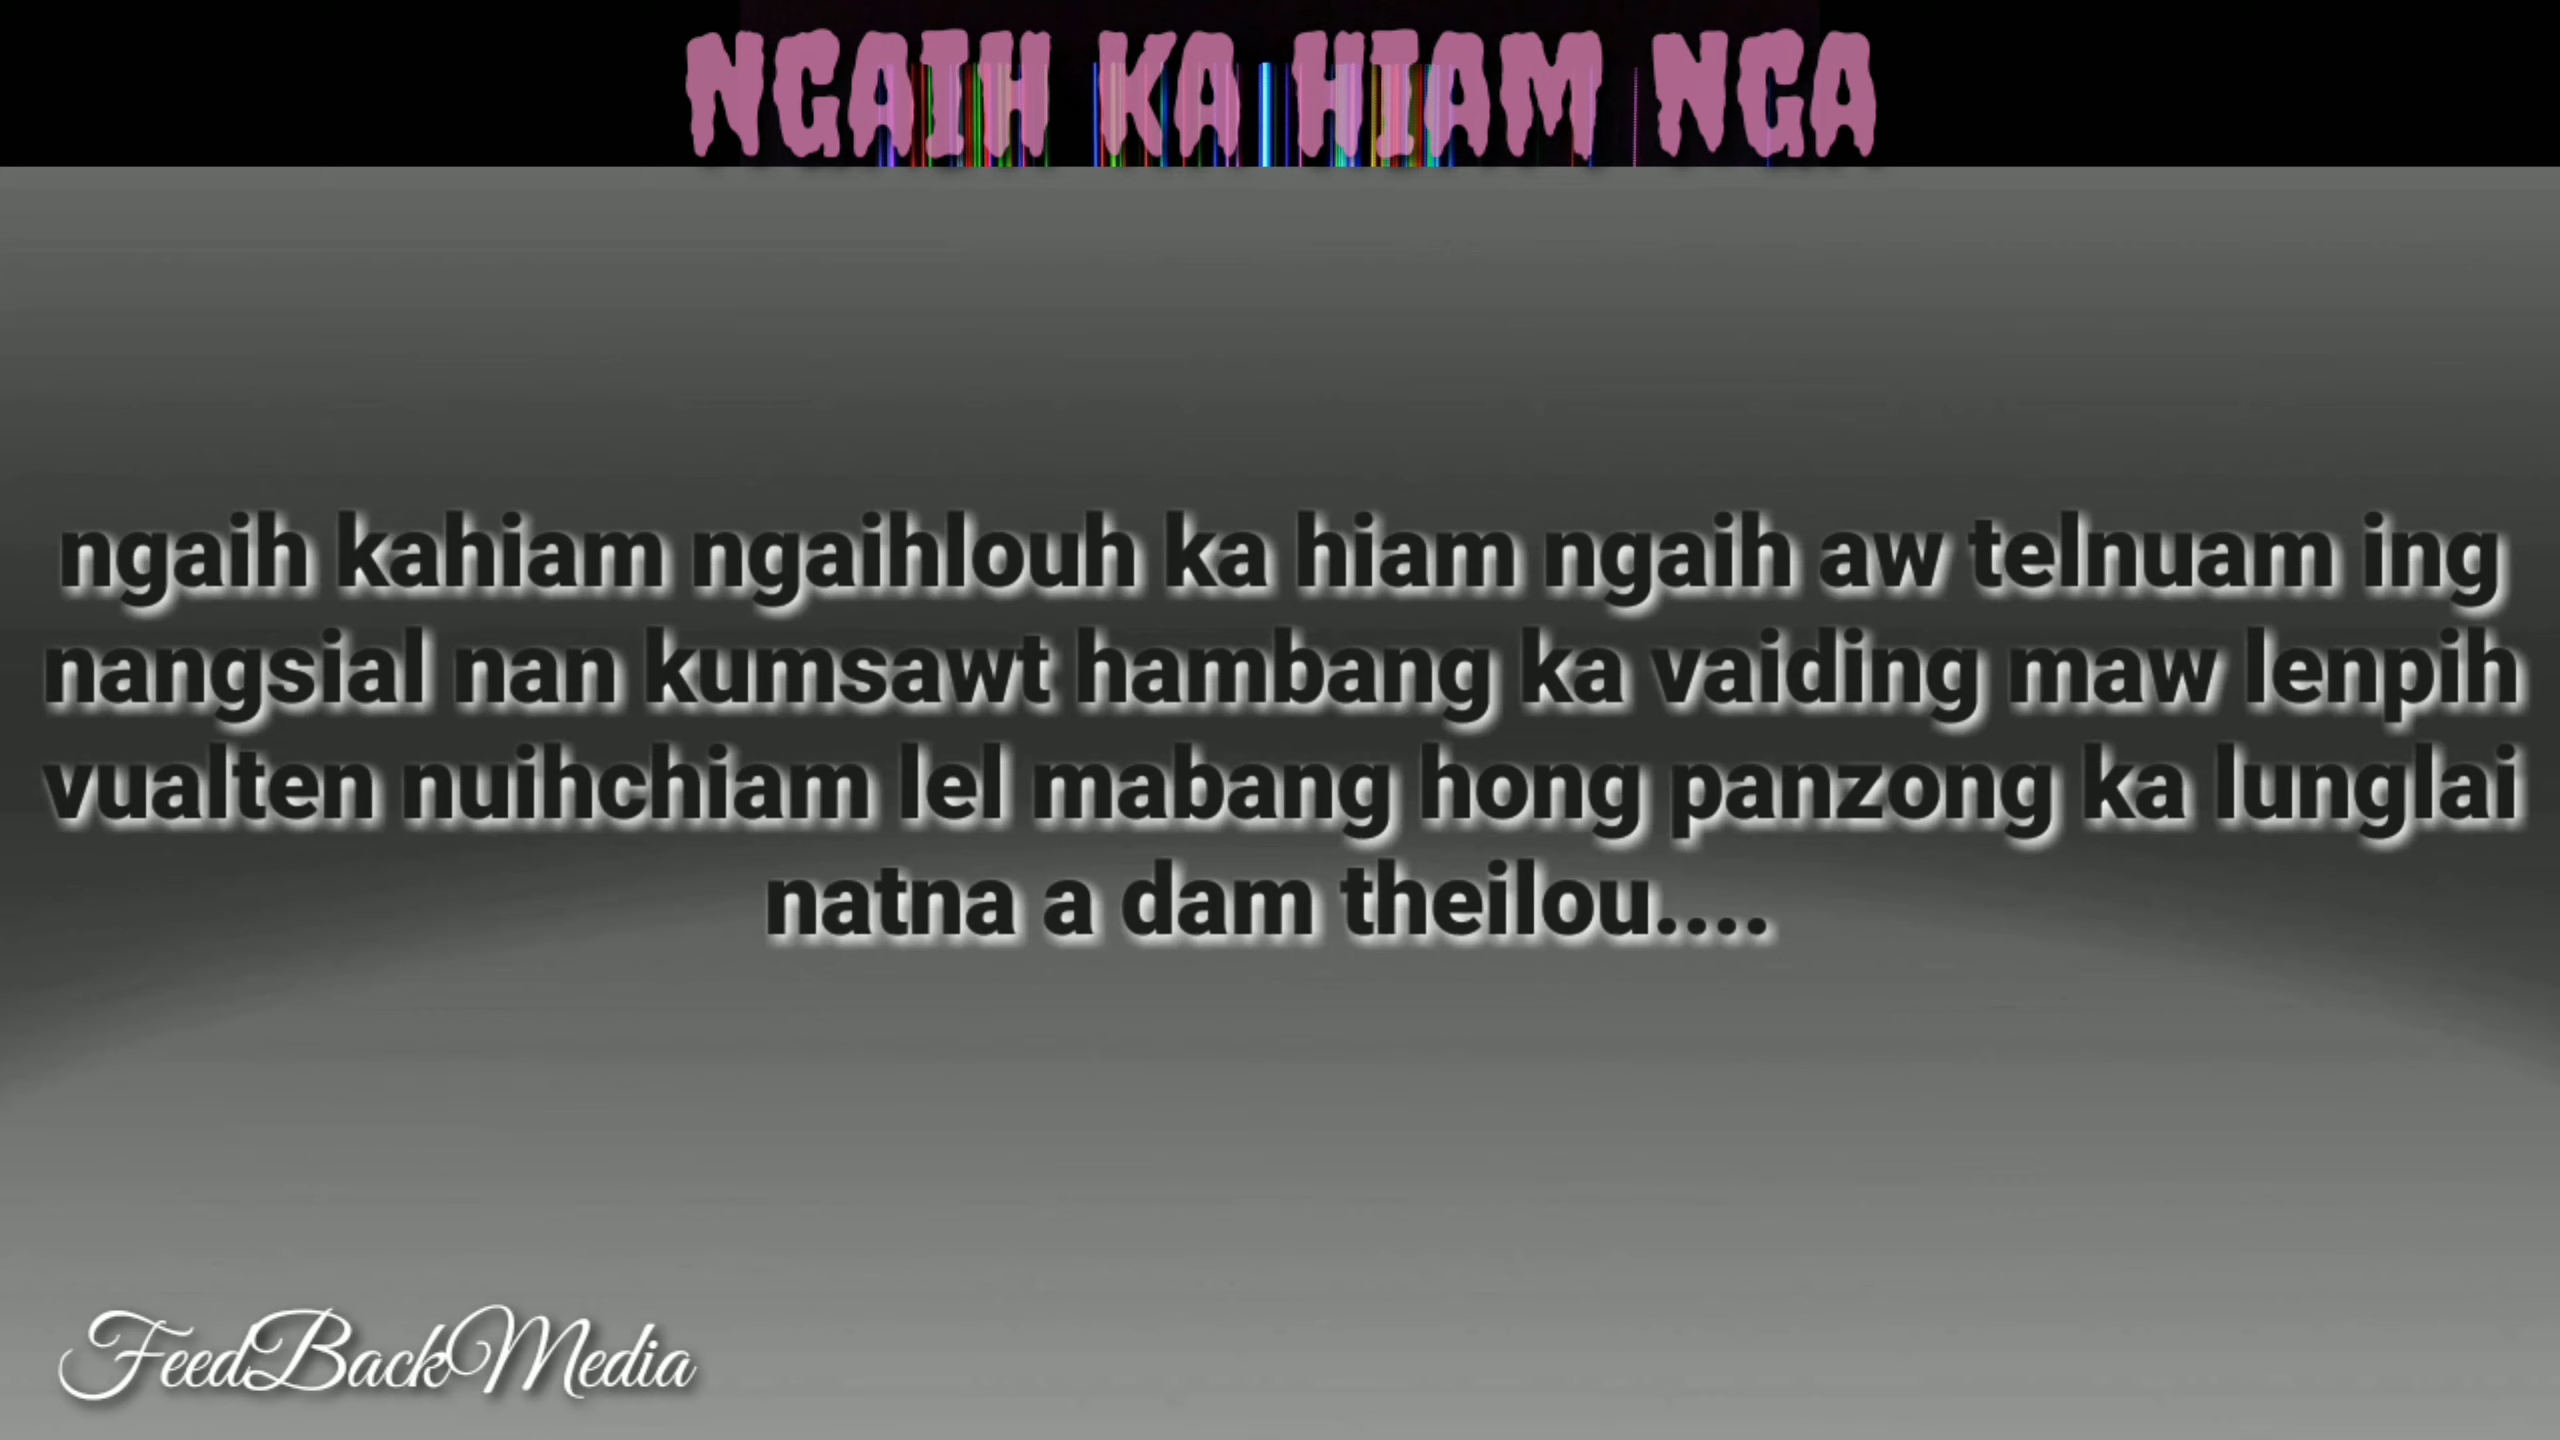 NGAIH KA HIAM NGA
ngaih kahiam ngaihlouh ka hiam ngaih aw telnuam ing
nangsial nan kumsawt hambang ka vaiding maw lenpih
vualten nuihchiam lel mabang hong panzong ka lunglai
natna a dam theilou....
FeedBackMedia